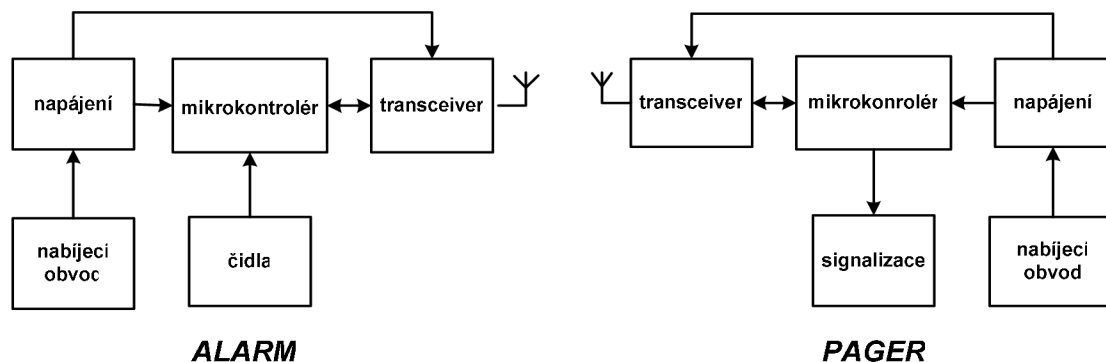 napájení
mikrokontrolér
transceiver
nabíjecí
obvod
čidla
ALARM
transceiver
mikrokonrolér
napájení
signalizace
nabíjecí
obvod
PAGER